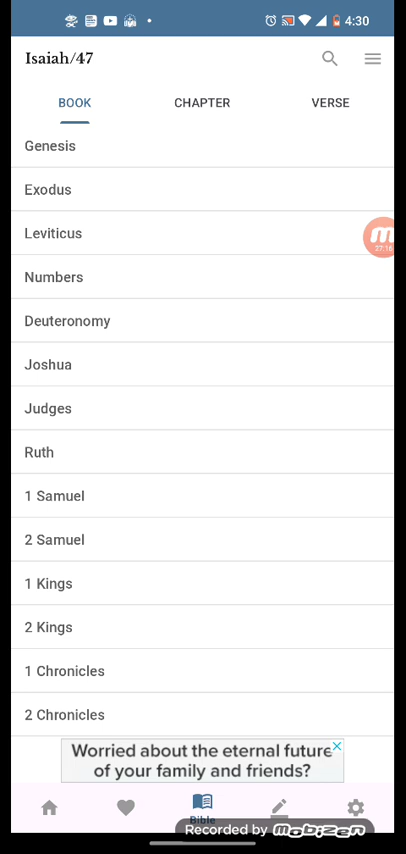 4:30
Isaiah/47
BOOK CHAPTER VERSE
Genesis
Exodus
Leviticus
27:16
Numbers
Deuteronomy
Joshua
Judges
Ruth
1 Samuel
2 Samuel
1 Kings
2 Kings
1 Chronicles
2 Chronicles
Worried about the eternal future
of your family and friends?
Bible
Recorded by mobizen